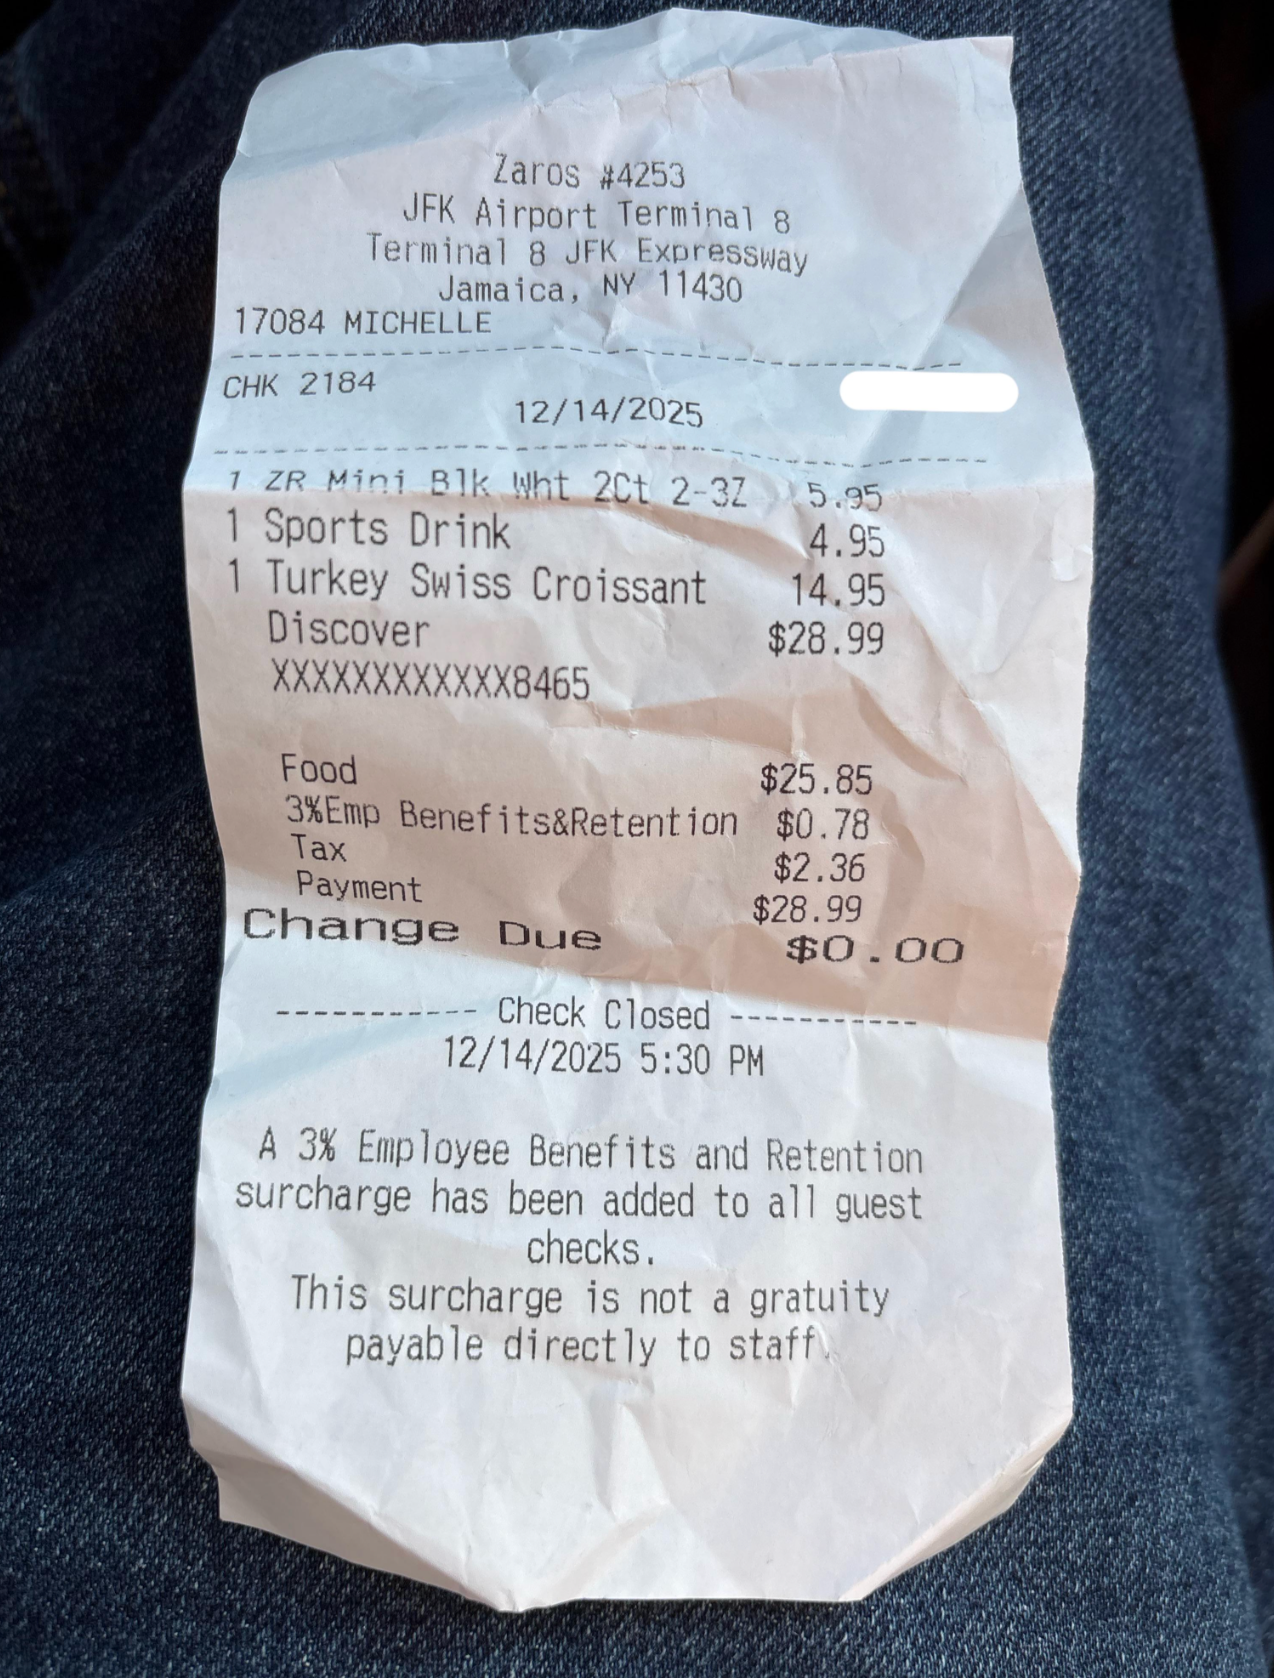 Zaros #4253
JFK Airport Terminal 8
Terminal 8 JFK Expressway
Jamaica, NY 11430
17084 MICHELLE
CHK 2184
12/14/2025
1 ZR Mini Blk Wht 2Ct 2-3Z 5.95
1 Sports Drink 4.95
1 Turkey Swiss Croissant 14.95
Discover $28.99
XXXXXXXXXXXX8465
Food $25.85
3%Emp Benefits&Retention $0.78
Tax $2.36
Payment $28.99
Change Due $0.00
----------- Check Closed -----------
12/14/2025 5:30 PM
A 3% Employee Benefits and Retention
surcharge has been added to all guest
checks.
This surcharge is not a gratuity
payable directly to staff.